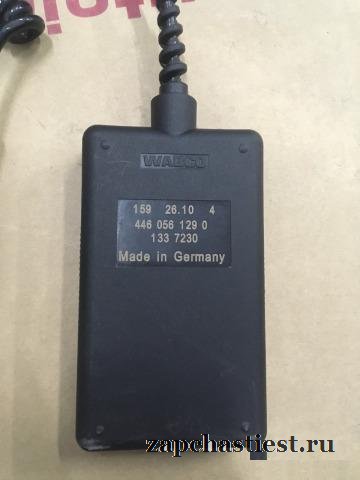 WABCO
159 26.10 4
446 056 129 0
133 7230
Made in Germany
zapchastiest.ru